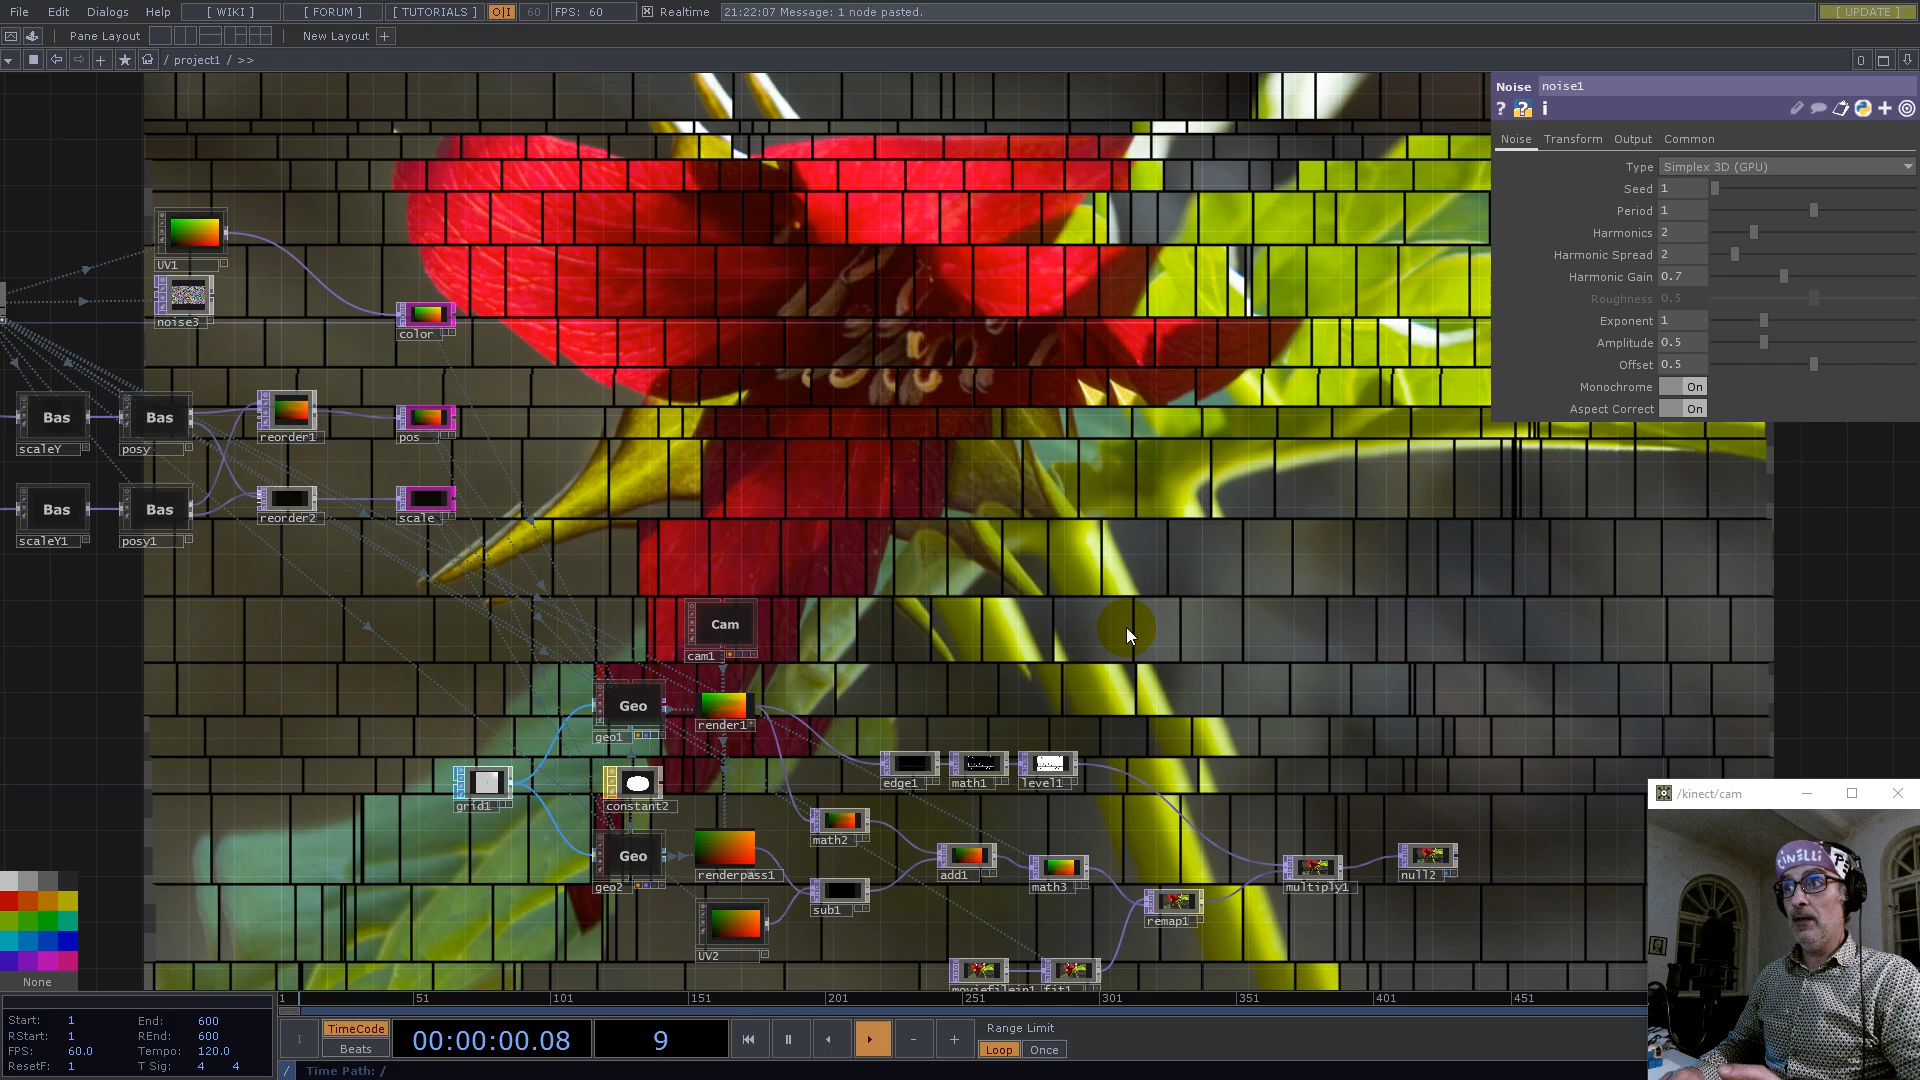 File Edit Dialogs Help [ WIKI ] [ FORUM ] [ TUTORIALS ] O|I 60 FPS: 60 Realtime 21:22:07 Message: 1 node pasted. [ UPDATE ]
Pane Layout New Layout +
/ project1 / >> 0
Noise noise1
? ? i
Noise Transform Output Common
Type Simplex 3D (GPU)
Seed 1
Period 1
Harmonics 2
Harmonic Spread 2
Harmonic Gain 0.7
Roughness 0.5
Exponent 1
Amplitude 0.5
Offset 0.5
Monochrome On
Aspect Correct On
UV1
noise3
color
Bas Bas
scaleY posy reorder1 pos
Bas Bas
reorder2 scale
scaleY1 posy1
Cam
cam1
Geo
geo1 render1
edge1 math1 level1
grid1 constant2
math2
Geo
geo2 renderpass1 add1 math3 multiply1 null2
sub1 remap1
UV2
moviefilein1 fit1
/kinect/cam
CINELLI
None
1 51 101 151 201 251 301 351 401 451
Start: 1 End: 600
RStart: 1 REnd: 600
FPS: 60.0 Tempo: 120.0
ResetF: 1 T Sig: 4 4
TimeCode
Beats
00:00:00.08 9
Range Limit
Loop Once
/ Time Path: /